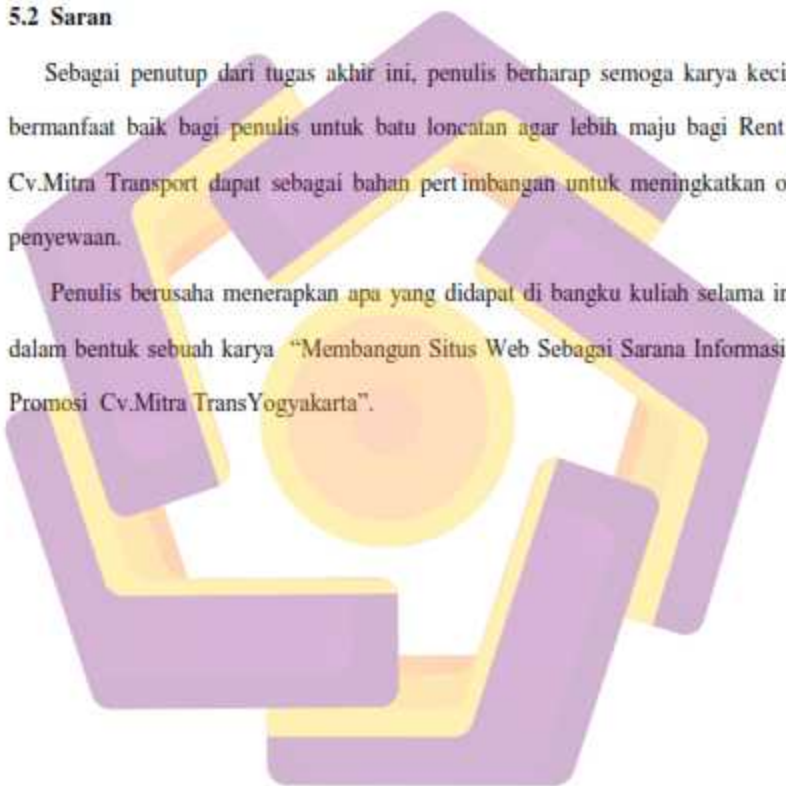 5.2 Saran
Sebagai penutup dari tugas akhir ini, penulis berharap semoga karya keci
bermanfaat baik bagi penulis untuk batu loncatan agar lebih maju bagi Rent
Cv.Mitra Transport dapat sebagai bahan pert imbangan untuk meningkatkan o
penyewaan.
Penulis berusaha menerapkan apa yang didapat di bangku kuliah selama in
dalam bentuk sebuah karya “Membangun Situs Web Sebagai Sarana Informasi
Promosi Cv.Mitra TransYogyakarta”.